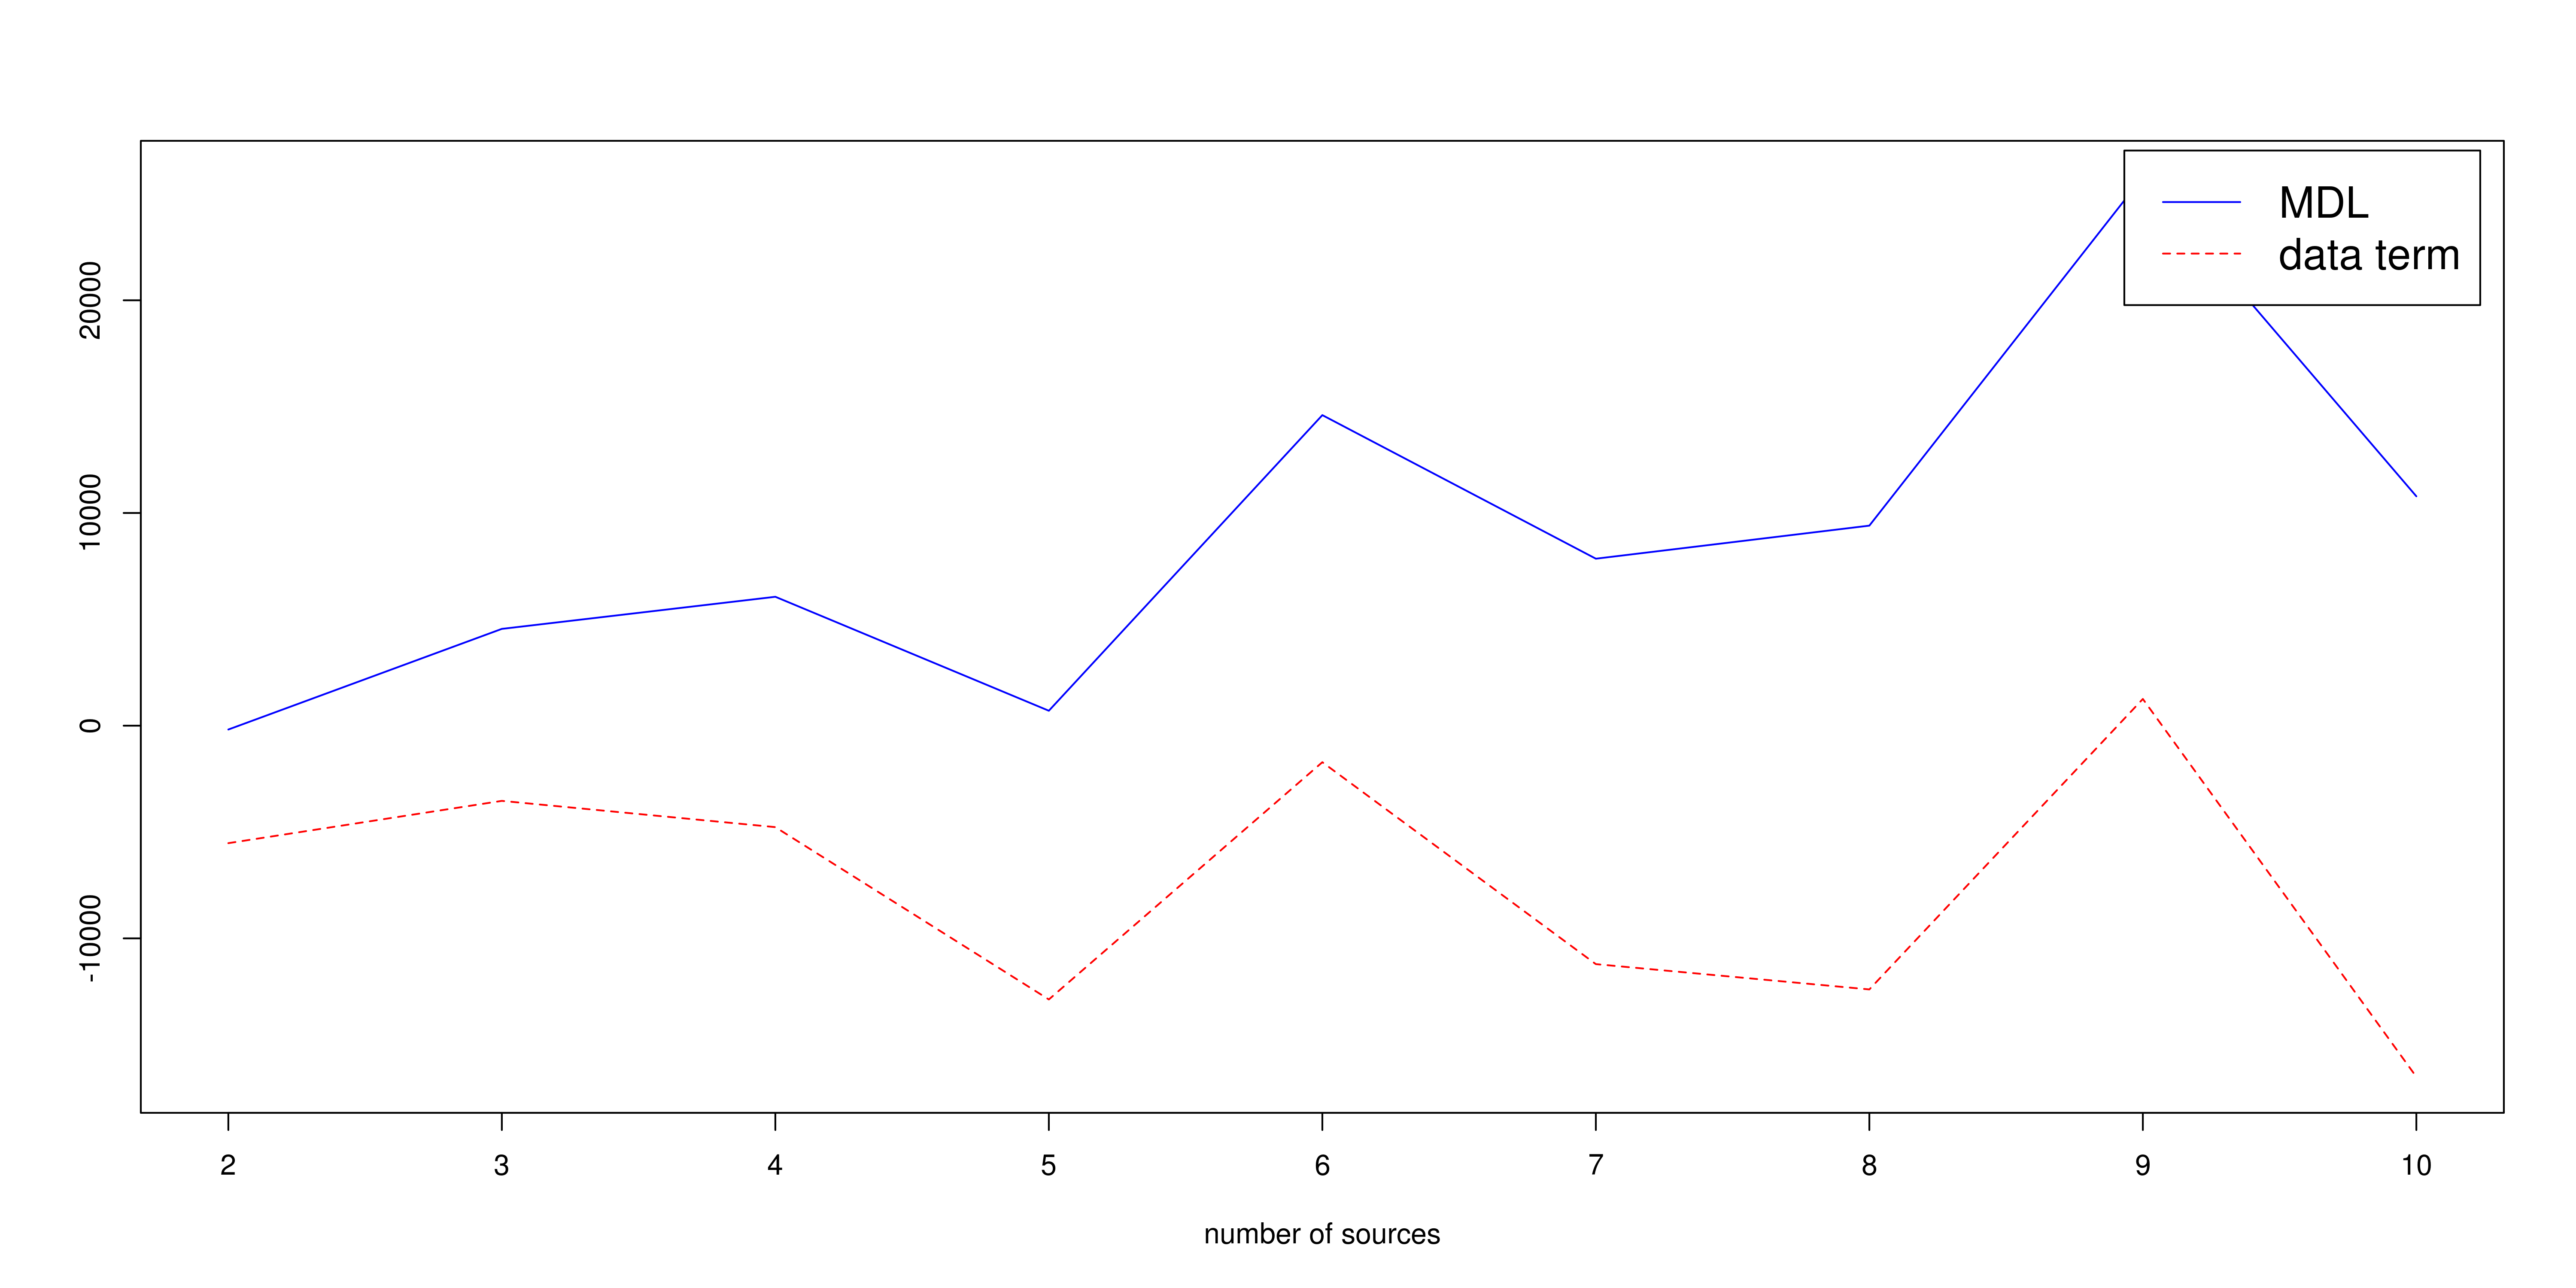 MDL
data term
20000
10000
0
-10000
2 3 4 5 6 7 8 9 10
number of sources